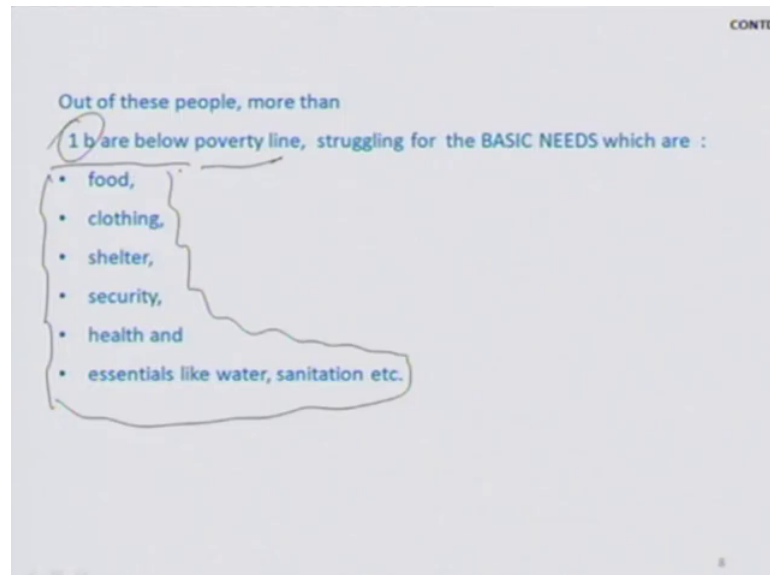 CONTD
Out of these people, more than
1 b are below poverty line, struggling for the BASIC NEEDS which are :
• food,
• clothing,
• shelter,
• security,
• health and
• essentials like water, sanitation etc.
8